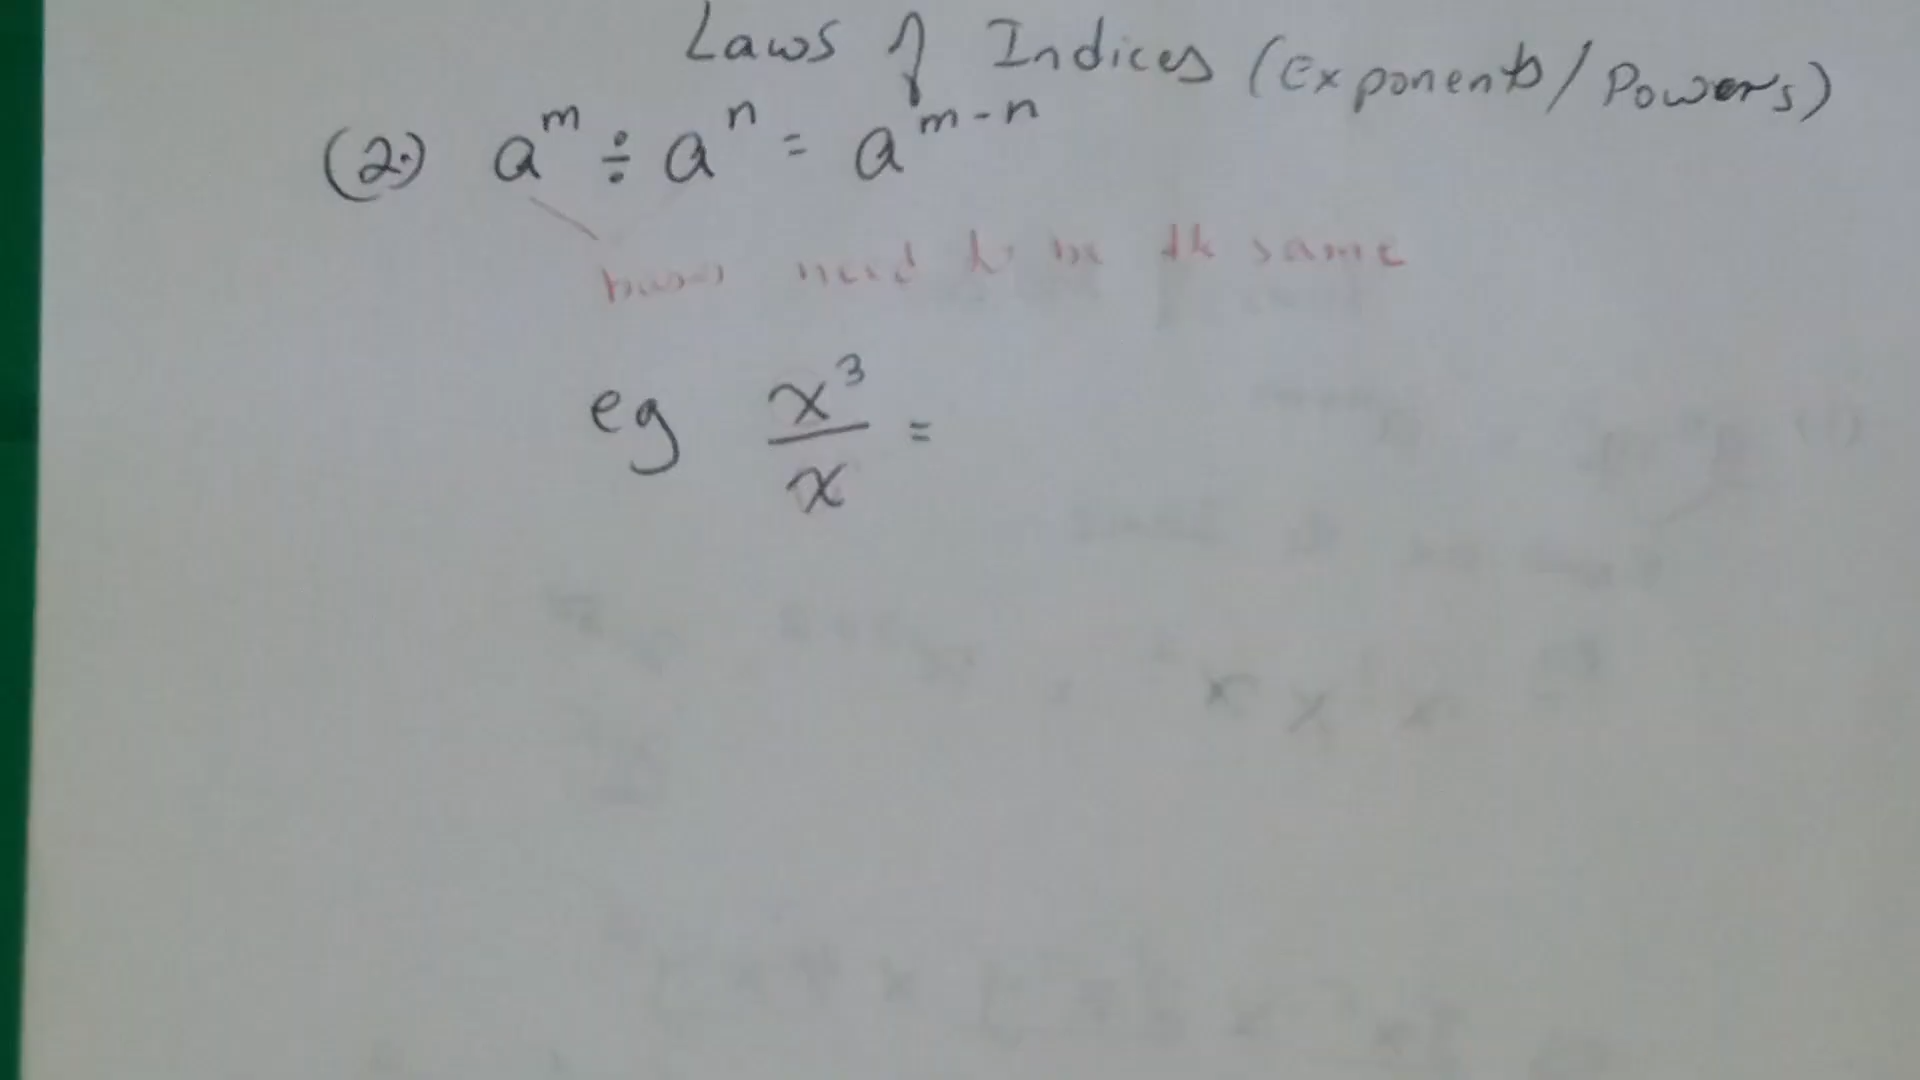 Laws of Indices (Exponents/Powers)
(2.) a^m ÷ a^n = a^(m-n)
bases need to be the same
eg x^3/x =